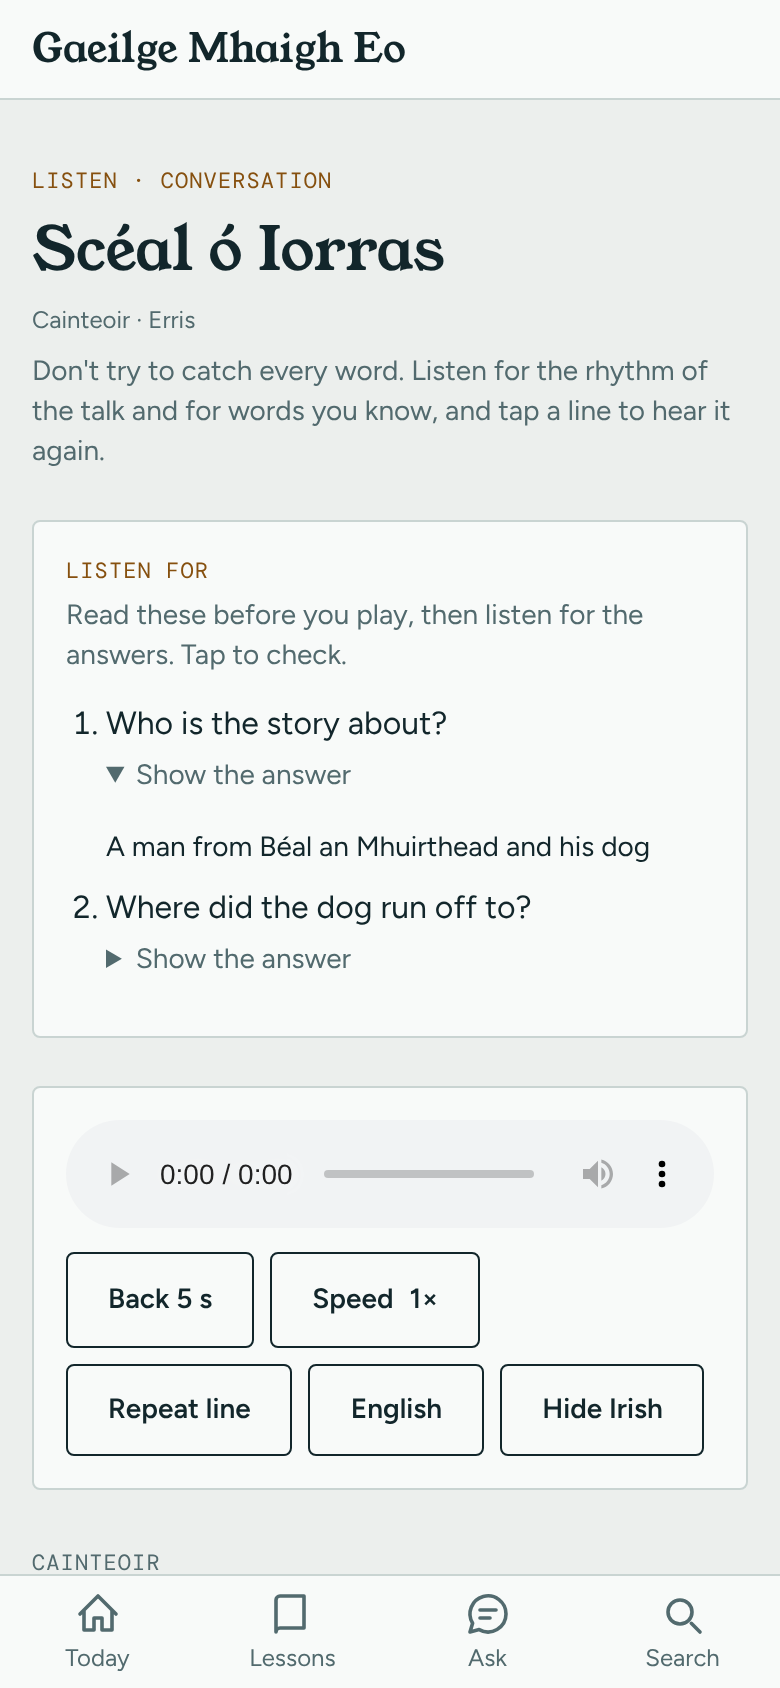 Gaeilge Mhaigh Eo
LISTEN · CONVERSATION
Scéal ó Iorras
Cainteoir · Erris
Don't try to catch every word. Listen for the rhythm of
the talk and for words you know, and tap a line to hear it
again.
LISTEN FOR
Read these before you play, then listen for the
answers. Tap to check.
1. Who is the story about?
▼ Show the answer
A man from Béal an Mhuirthead and his dog
2. Where did the dog run off to?
▶ Show the answer
0:00 / 0:00
Back 5 s Speed 1×
Repeat line English Hide Irish
CAINTEOIR
Today Lessons Ask Search